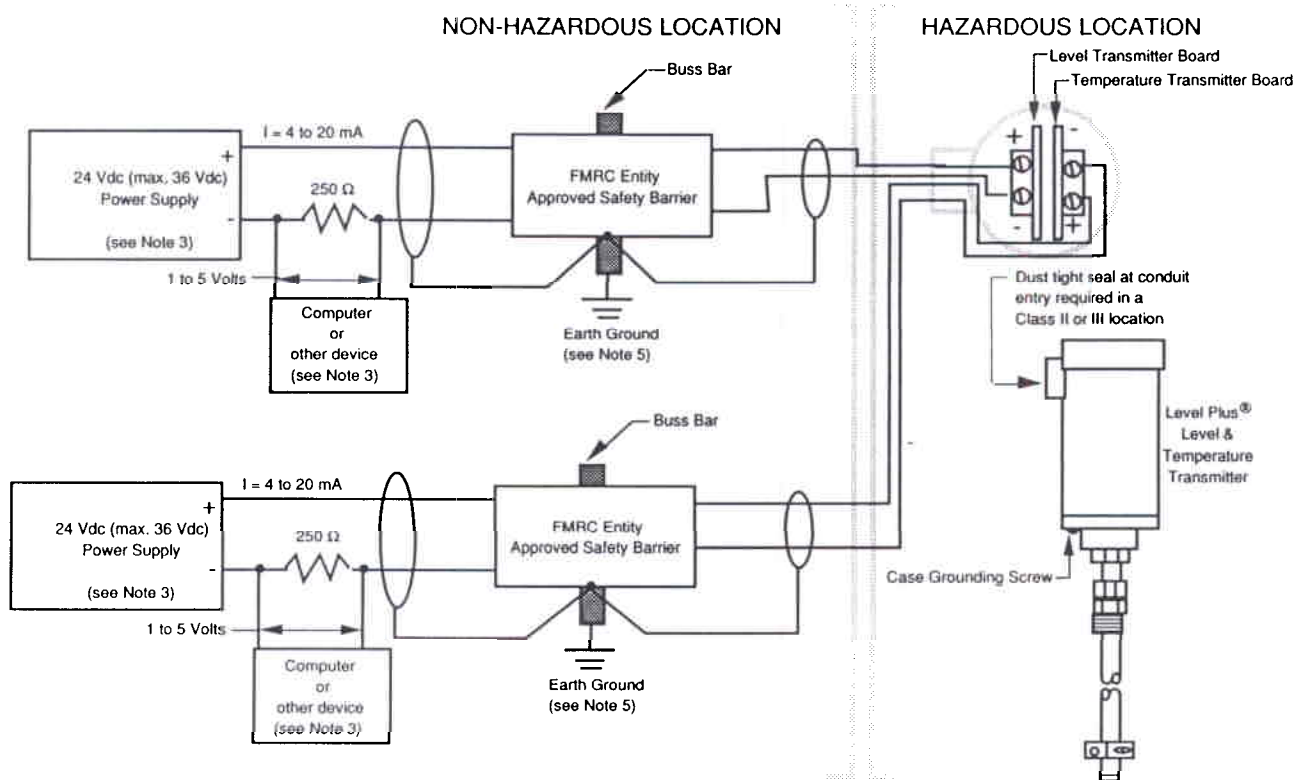 NON-HAZARDOUS LOCATION
HAZARDOUS LOCATION
Level Transmitter Board
Temperature Transmitter Board
Buss Bar
I = 4 to 20 mA
+
24 Vdc (max. 36 Vdc)
Power Supply
-
(see Note 3)
250 Ω
1 to 5 Volts
Computer
or
other device
(see Note 3)
FMRC Entity
Approved Safety Barrier
Earth Ground
(see Note 5)
+
-
-
+
Dust tight seal at conduit
entry required in a
Class II or III location
Level Plus®
Level &
Temperature
Transmitter
Case Grounding Screw
Buss Bar
I = 4 to 20 mA
+
24 Vdc (max. 36 Vdc)
Power Supply
-
(see Note 3)
250 Ω
1 to 5 Volts
Computer
or
other device
(see Note 3)
FMRC Entity
Approved Safety Barrier
Earth Ground
(see Note 5)